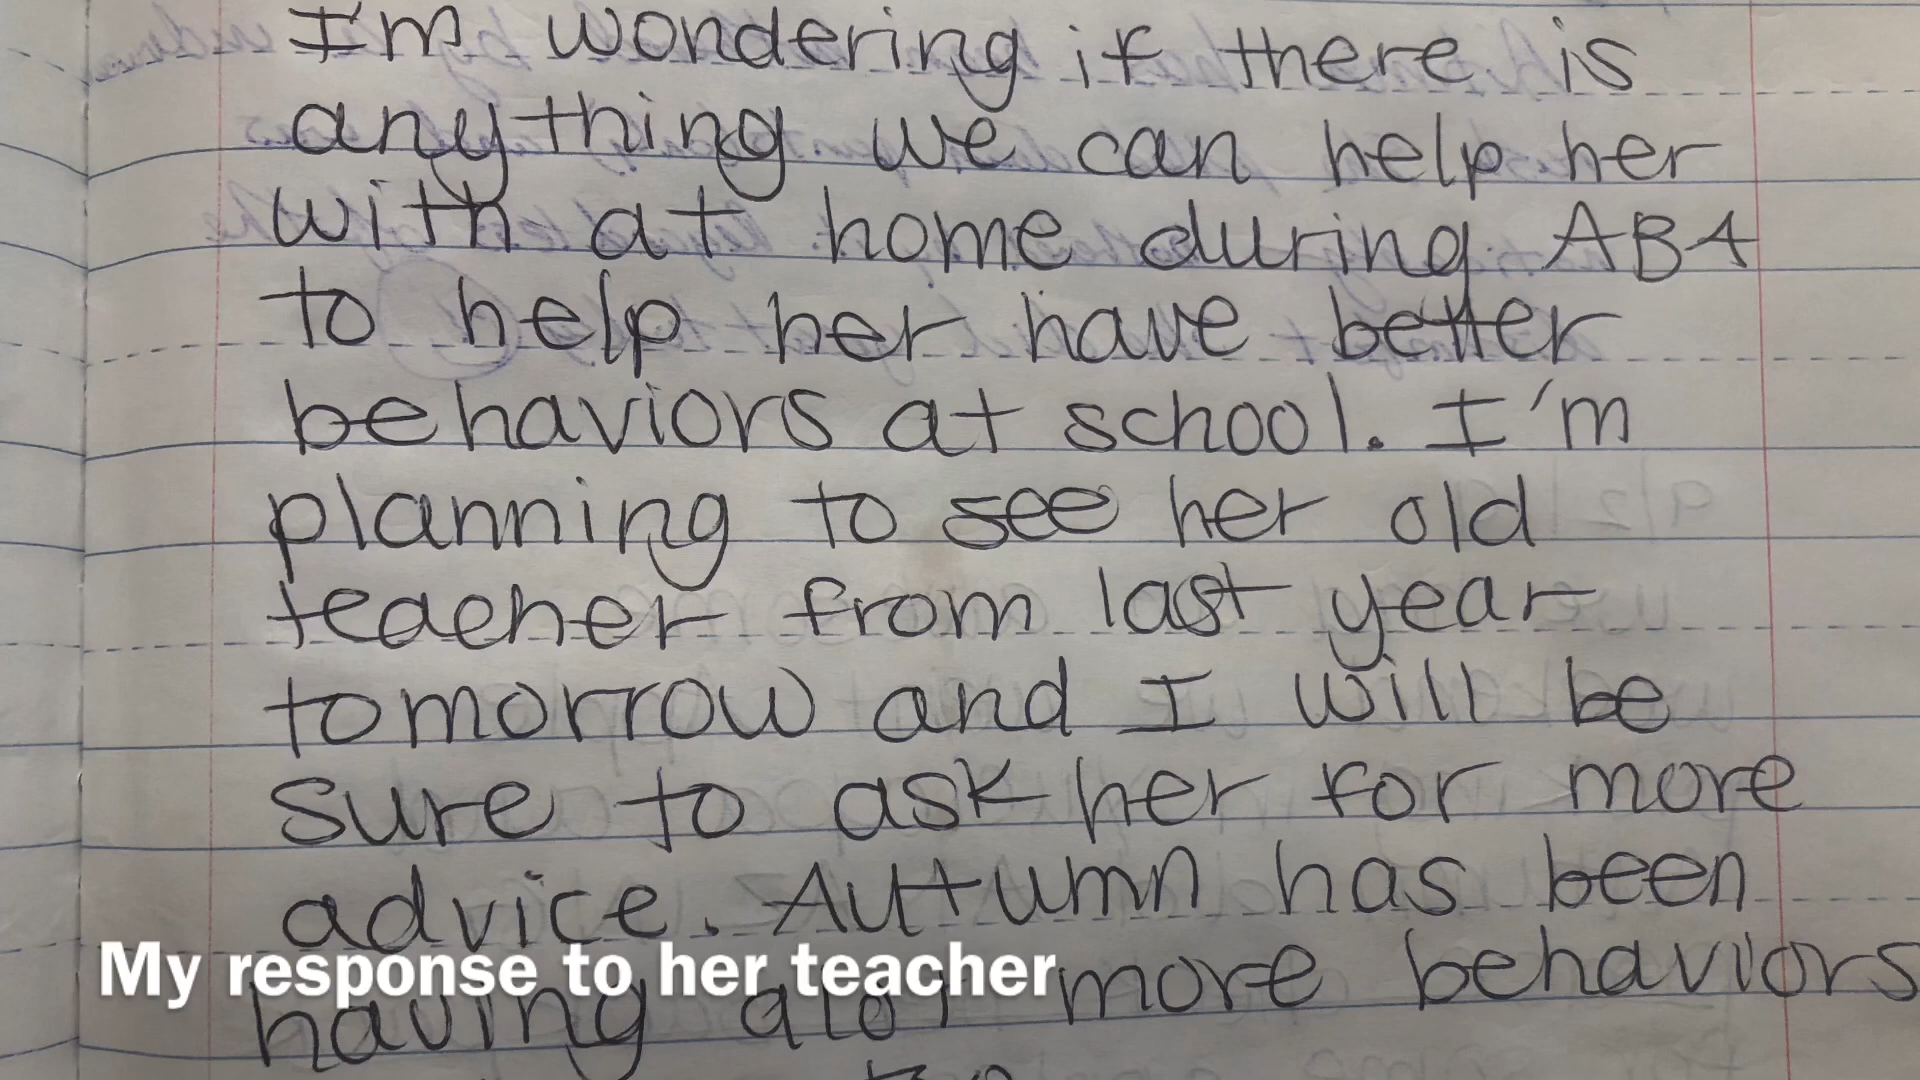 I'm wondering if there is
anything we can help her
with at home during ABA
to help her have better
behaviors at school. I'm
planning to see her old
teacher from last year
tomorrow and I will be
sure to ask her for more
advice. Autumn has been
My response to her teacher
having alot more behaviors